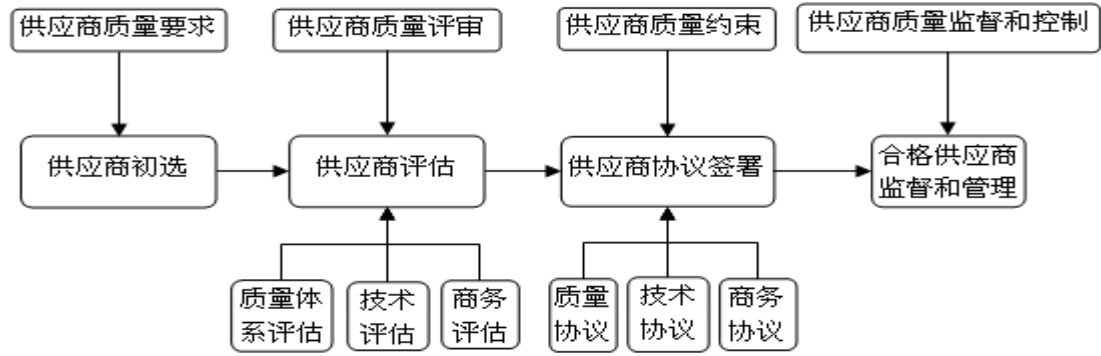 供应商质量要求
供应商质量评审
供应商质量约束
供应商质量监督和控制
供应商初选
供应商评估
供应商协议签署
合格供应商
监督和管理
质量体
系评估
技术
评估
商务
评估
质量
协议
技术
协议
商务
协议